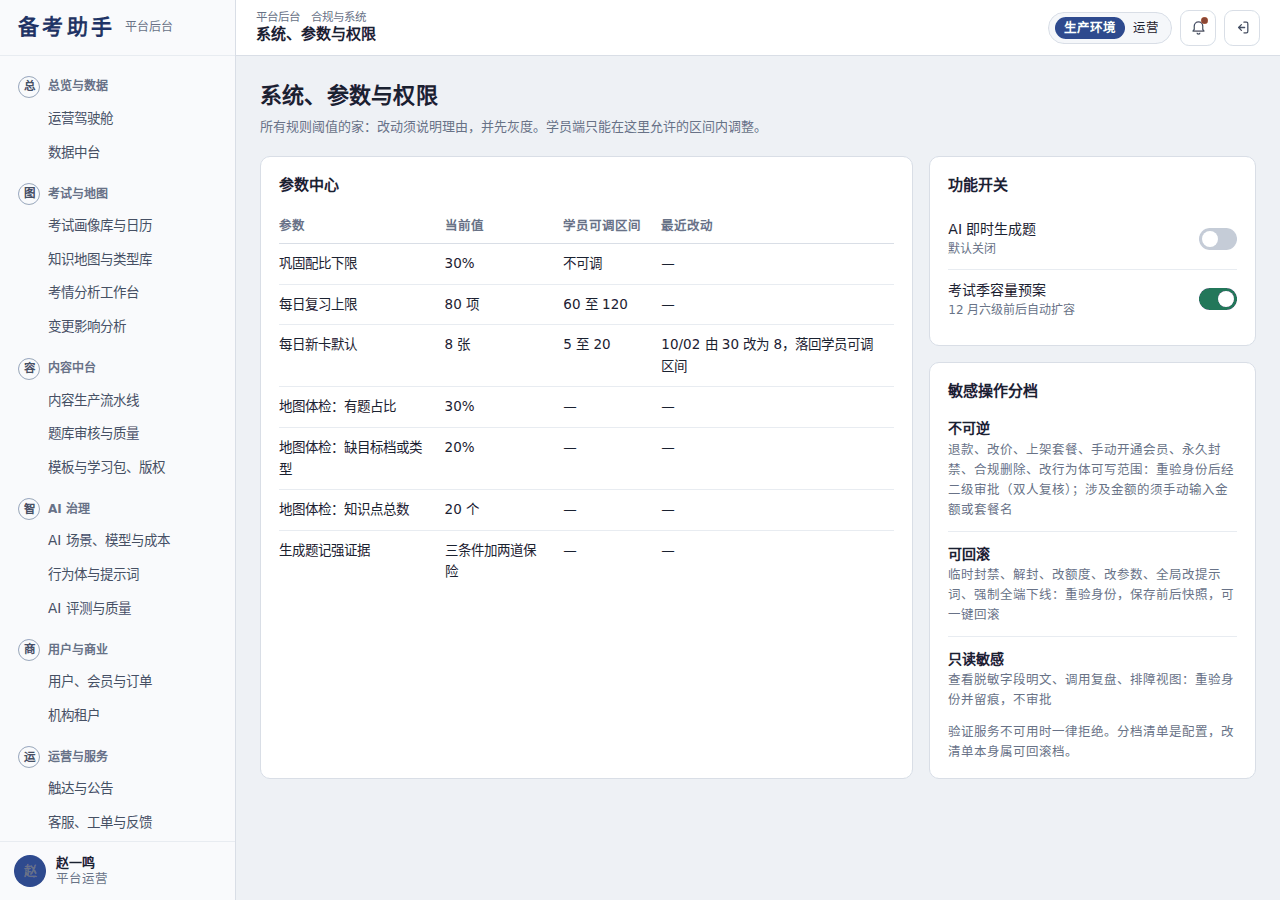 备考助手 平台后台
总 总览与数据
运营驾驶舱
数据中台
图 考试与地图
考试画像库与日历
知识地图与类型库
考情分析工作台
变更影响分析
容 内容中台
内容生产流水线
题库审核与质量
模板与学习包、版权
智 AI 治理
AI 场景、模型与成本
行为体与提示词
AI 评测与质量
商 用户与商业
用户、会员与订单
机构租户
运 运营与服务
触达与公告
客服、工单与反馈
赵 赵一鸣
平台运营
平台后台 合规与系统
系统、参数与权限
生产环境 运营
系统、参数与权限
所有规则阈值的家：改动须说明理由，并先灰度。学员端只能在这里允许的区间内调整。
参数中心
参数 当前值 学员可调区间 最近改动
巩固配比下限 30% 不可调 —
每日复习上限 80 项 60 至 120 —
每日新卡默认 8 张 5 至 20 10/02 由 30 改为 8，落回学员可调
区间
地图体检：有题占比 30% — —
地图体检：缺目标档或类 20% — —
型
地图体检：知识点总数 20 个 — —
生成题记强证据 三条件加两道保 — —
险
功能开关
AI 即时生成题
默认关闭
考试季容量预案
12 月六级前后自动扩容
敏感操作分档
不可逆
退款、改价、上架套餐、手动开通会员、永久封
禁、合规删除、改行为体可写范围：重验身份后经
二级审批（双人复核）；涉及金额的须手动输入金
额或套餐名
可回滚
临时封禁、解封、改额度、改参数、全局改提示
词、强制全端下线：重验身份，保存前后快照，可
一键回滚
只读敏感
查看脱敏字段明文、调用复盘、排障视图：重验身
份并留痕，不审批
验证服务不可用时一律拒绝。分档清单是配置，改
清单本身属可回滚档。